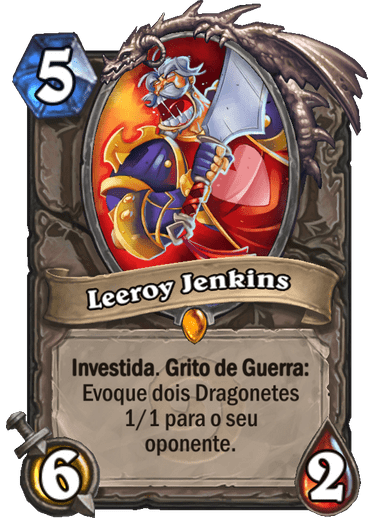 5
Leeroy Jenkins
Investida. Grito de Guerra:
Evoque dois Dragonetes
1/1 para o seu
oponente.
6
2